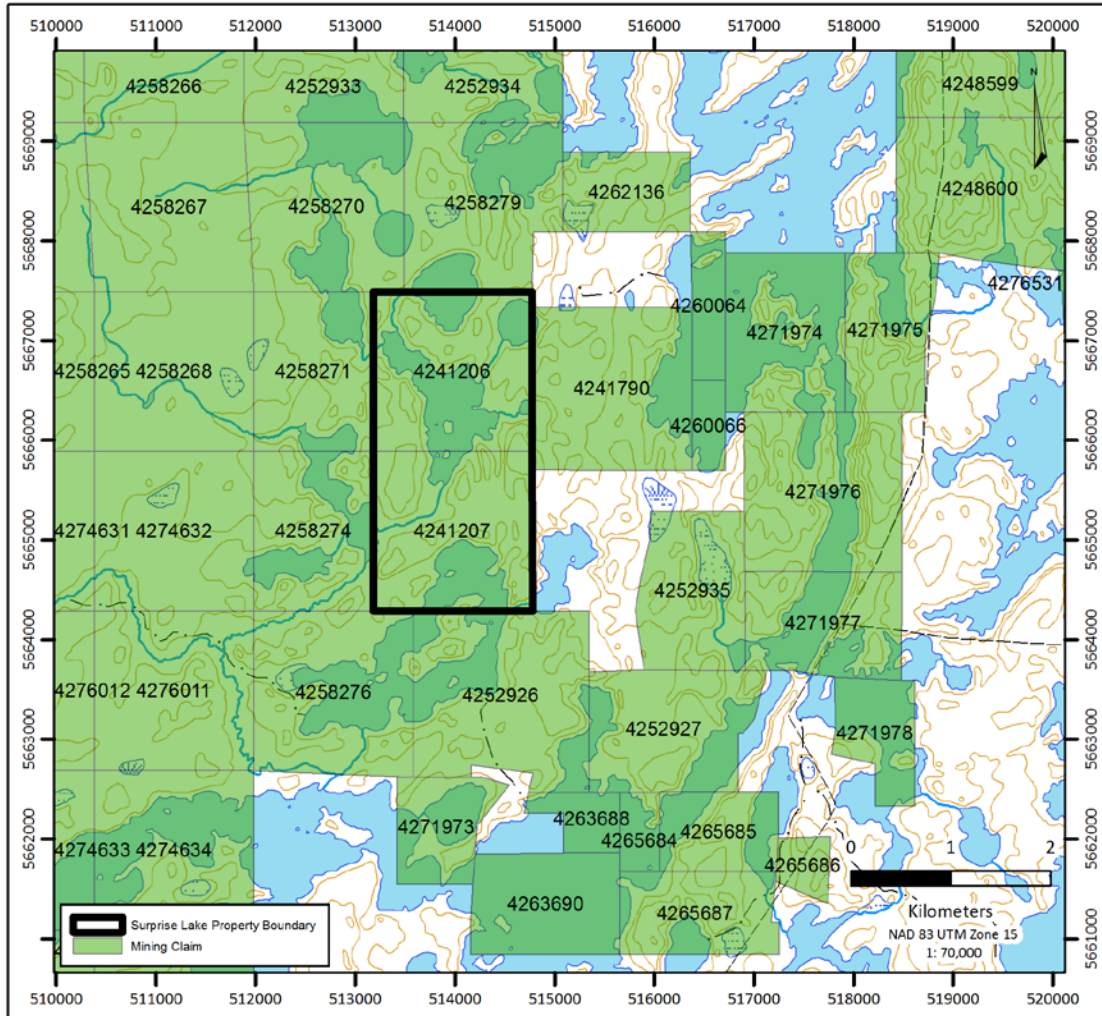 510000 511000 512000 513000 514000 515000 516000 517000 518000 519000 520000
4258266 4252933 4252934 4248599
N
5669000 5669000
4258267 4258270 4258279 4262136 4248600
5668000 5668000
4276531
4260064 4271974 4271975
5667000 5667000
4258265 4258268 4258271 4241206 4241790
5666000 4260066 5666000
4271976
4274631 4274632 4258274 4241207
5665000 5665000
4252935
4271977
5664000 5664000
4276012 4276011 4258276 4252926
4252927 4271978
5663000 5663000
4271973 4263688 4265684 4265685
5662000 5662000
4274633 4274634 4265686
0 1 2
4263690 4265687
Kilometers
NAD 83 UTM Zone 15
1: 70,000
Surprise Lake Property Boundary
Mining Claim
5661000 5661000
510000 511000 512000 513000 514000 515000 516000 517000 518000 519000 520000